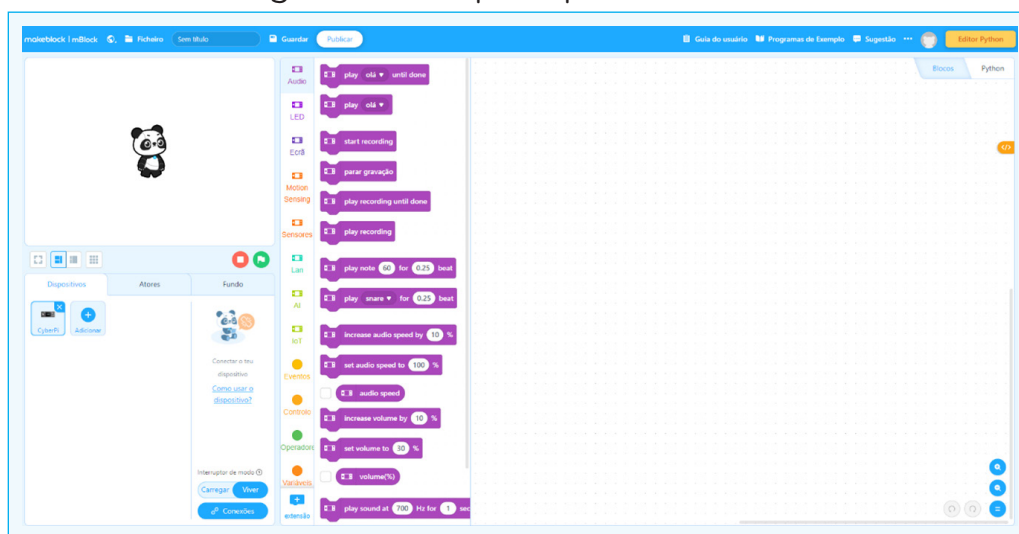 makeblock | mBlock Ficheiro Sem título Guardar Publicar Guia do usuário Programas de Exemplo Sugestão Editor Python
Blocos Python
Audio
LED
Ecrã
Motion
Sensing
Sensores
Lan
AI
IoT
Eventos
Controlo
Operadores
Variáveis
extensão
play olá until done
play olá
start recording
parar gravação
play recording until done
play recording
play note 60 for 0.25 beat
play snare for 0.25 beat
increase audio speed by 10 %
set audio speed to 100 %
audio speed
increase volume by 10 %
set volume to 30 %
volume(%)
play sound at 700 Hz for 1 sec
Dispositivos Atores Fundo
CyberPi Adicionar
Conectar o teu
dispositivo
Como usar o
dispositivo?
Interruptor de modo
Carregar Viver
Conexões